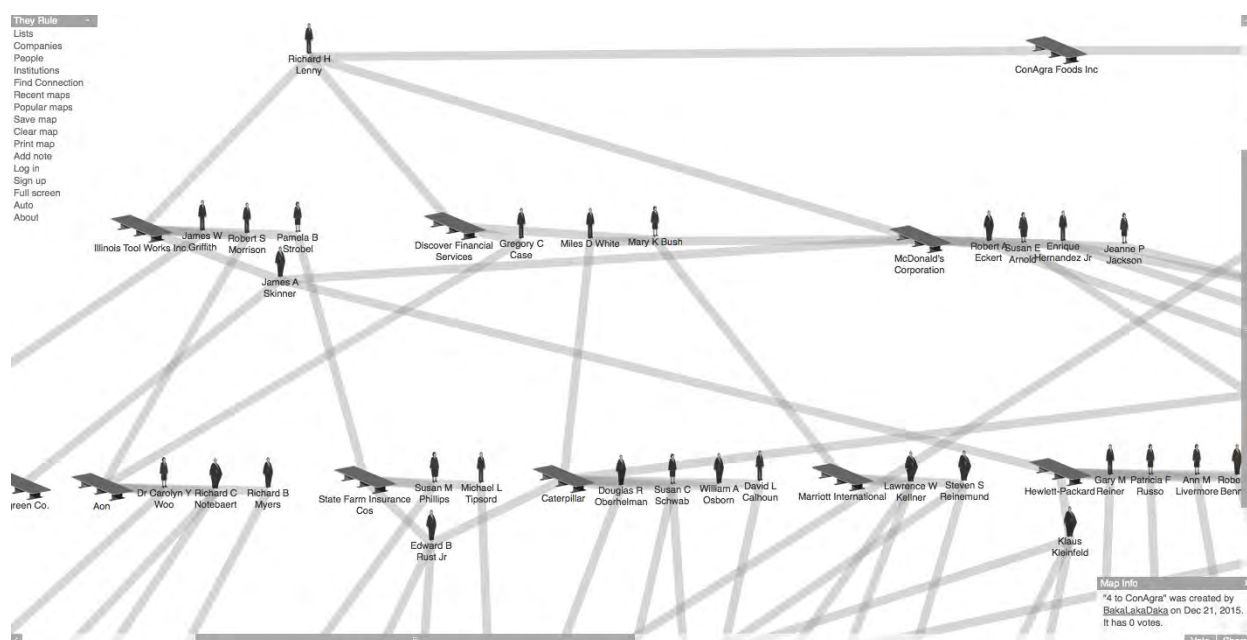 They Rule
Lists
Companies
People
Institutions
Find Connection
Recent maps
Popular maps
Save map
Clear map
Print map
Add note
Log in
Sign up
Full screen
Auto
About
Richard H
Lenny
ConAgra Foods Inc
Illinois Tool Works Inc.
James W
Griffith
Robert S
Morrison
Pamela B
Strobel
James A
Skinner
Discover Financial
Services
Gregory C
Case
Miles D White
Mary K Bush
McDonald's
Corporation
Robert A
Eckert
Susan E
Arnold
Enrique
Hernandez Jr
Jeanne P
Jackson
reen Co.
Aon
Dr Carolyn Y
Woo
Richard C
Notebaert
Richard B
Myers
State Farm Insurance
Cos
Susan M
Phillips
Michael L
Tipsord
Edward B
Rust Jr
Caterpillar
Douglas R
Oberhelman
Susan C
Schwab
William A
Osborn
David L
Calhoun
Marriott International
Lawrence W
Kellner
Steven S
Reinemund
Hewlett-Packard
Gary M
Reiner
Patricia F
Russo
Ann M
Livermore
Robe
Benn
Klaus
Kleinfeld
Map Info
"4 to ConAgra" was created by
BakaLakaDaka on Dec 21, 2015.
It has 0 votes.